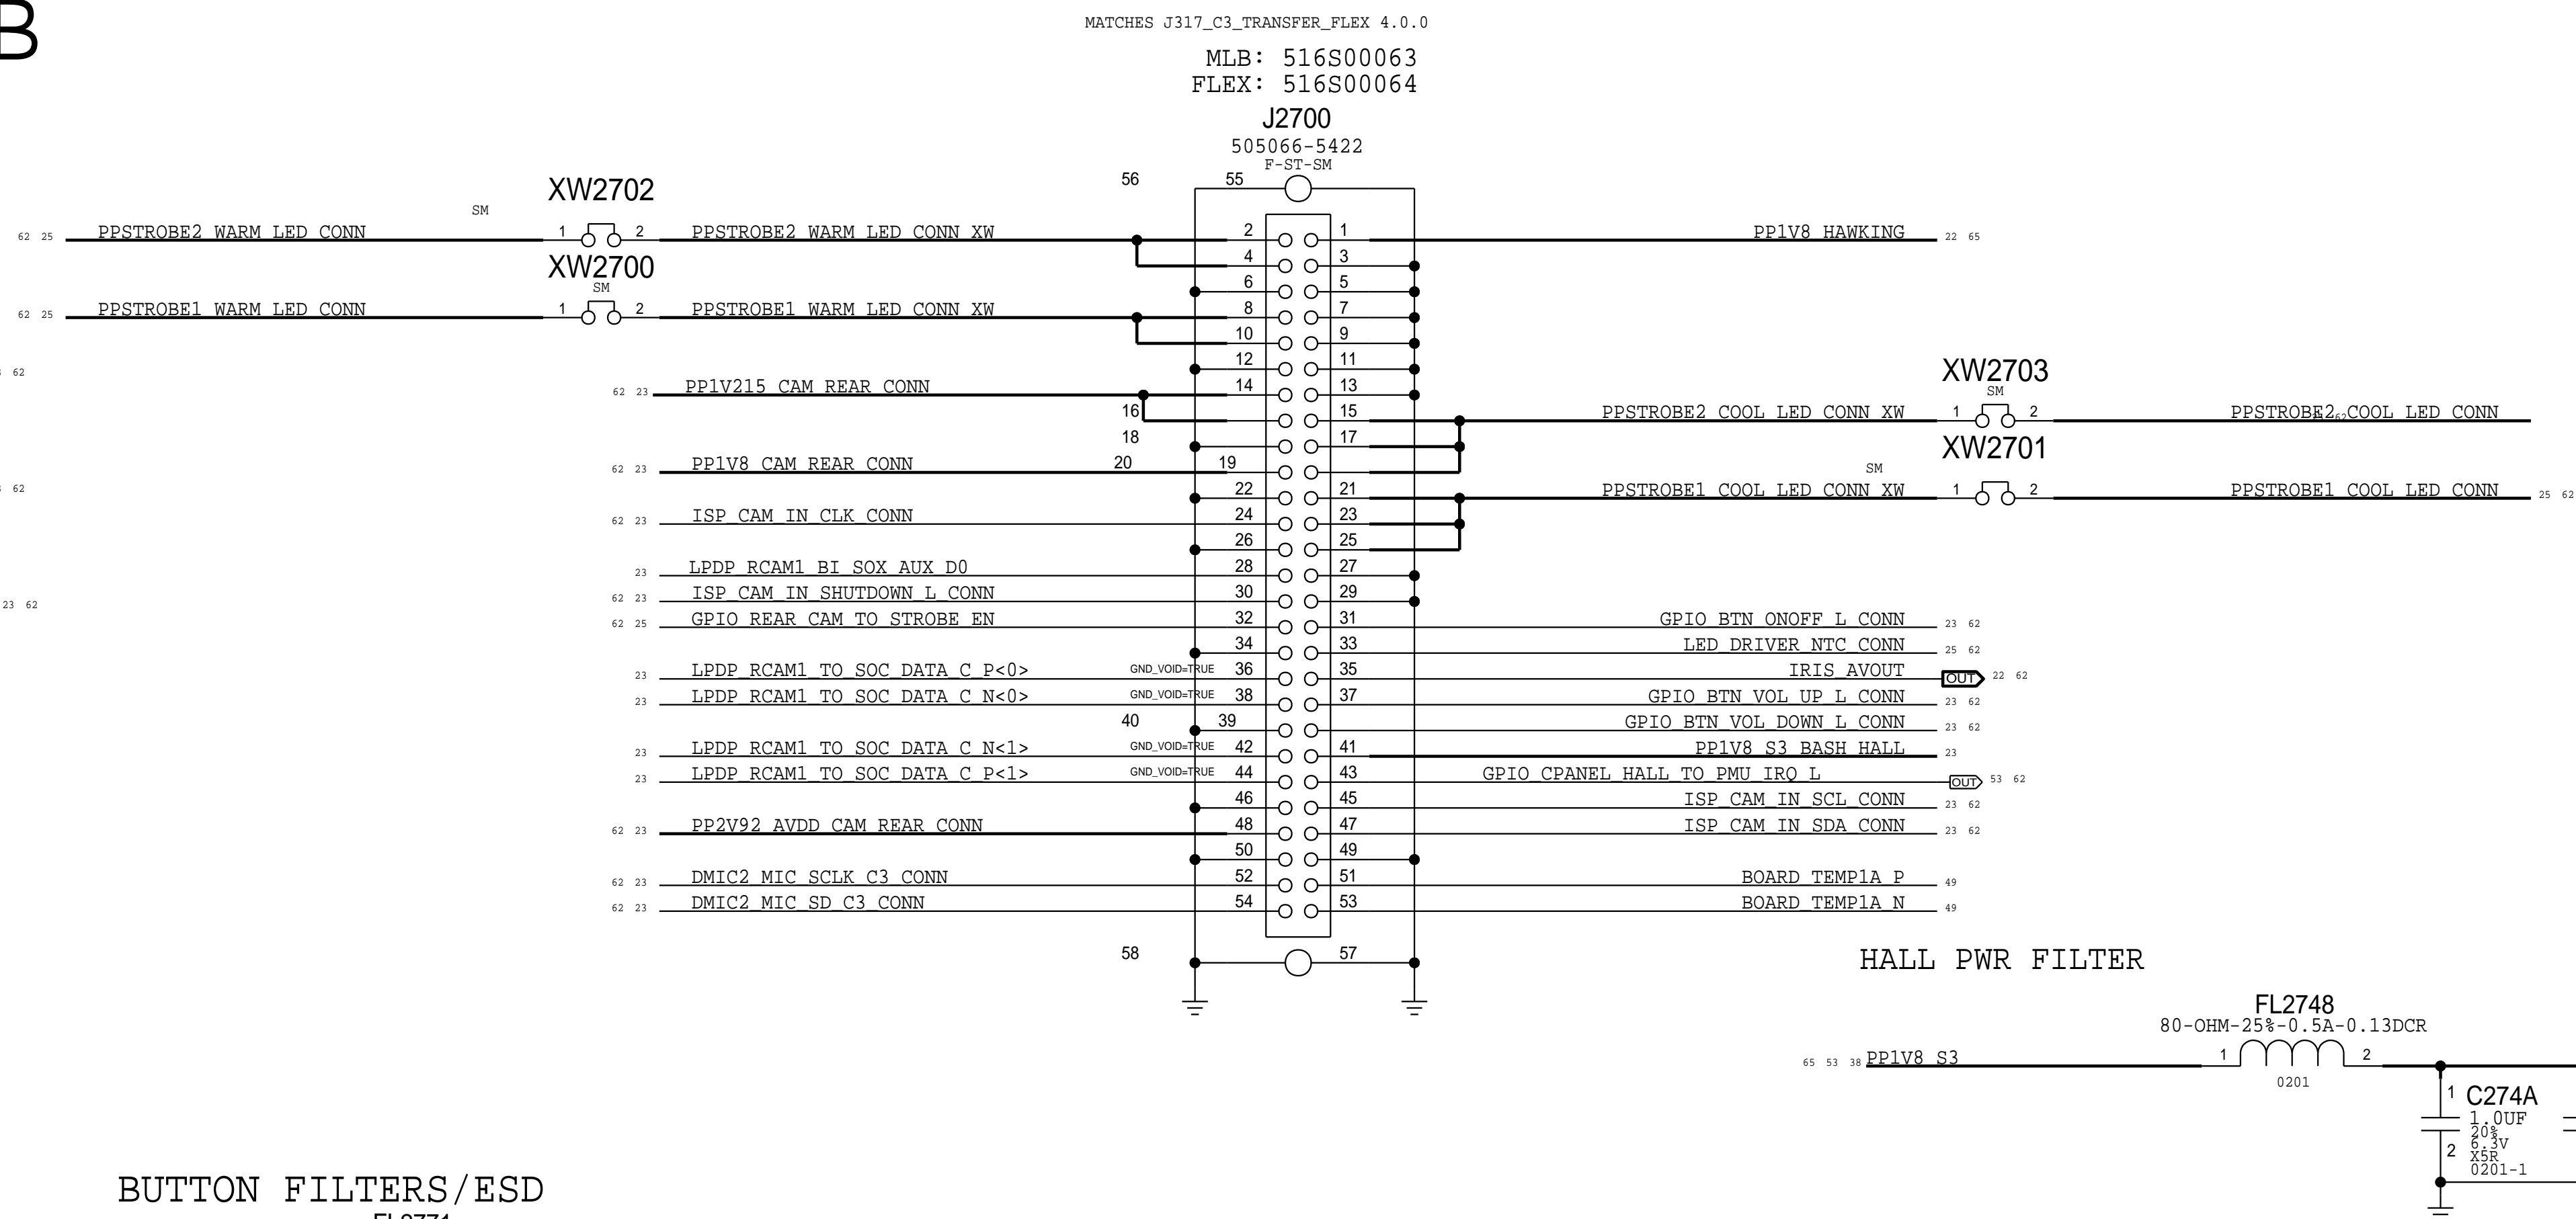 B
MATCHES J317_C3_TRANSFER_FLEX 4.0.0
MLB: 516S00063
FLEX: 516S00064
J2700
505066-5422
F-ST-SM
56 55
XW2702
SM
62 25 PPSTROBE2_WARM_LED_CONN 1 2 PPSTROBE2_WARM_LED_CONN_XW 2 1 PP1V8_HAWKING 22 65
XW2700
SM
4 3
6 5
62 25 PPSTROBE1_WARM_LED_CONN 1 2 PPSTROBE1_WARM_LED_CONN_XW 8 7
10 9
62 12 11
XW2703
SM
62 23 PP1V215_CAM_REAR_CONN 14 13
16 15 PPSTROBE2_COOL_LED_CONN_XW 1 2 PPSTROBE2_COOL_LED_CONN
18 17
XW2701
SM
62 23 PP1V8_CAM_REAR_CONN 20 19
62 22 21 PPSTROBE1_COOL_LED_CONN_XW 1 2 PPSTROBE1_COOL_LED_CONN 25 62
62 23 ISP_CAM_IN_CLK_CONN 24 23
26 25
23 LPDP_RCAM1_BI_SOX_AUX_D0 28 27
62 23 ISP_CAM_IN_SHUTDOWN_L_CONN 30 29
23 62
62 25 GPIO_REAR_CAM_TO_STROBE_EN 32 31 GPIO_BTN_ONOFF_L_CONN 23 62
34 33 LED_DRIVER_NTC_CONN 25 62
23 LPDP_RCAM1_TO_SOC_DATA_C_P<0> GND_VOID=TRUE 36 35 IRIS_AVOUT OUT 22 62
23 LPDP_RCAM1_TO_SOC_DATA_C_N<0> GND_VOID=TRUE 38 37 GPIO_BTN_VOL_UP_L_CONN 23 62
40 39 GPIO_BTN_VOL_DOWN_L_CONN 23 62
23 LPDP_RCAM1_TO_SOC_DATA_C_N<1> GND_VOID=TRUE 42 41 PP1V8_S3_BASH_HALL 23
23 LPDP_RCAM1_TO_SOC_DATA_C_P<1> GND_VOID=TRUE 44 43 GPIO_CPANEL_HALL_TO_PMU_IRQ_L OUT 53 62
46 45 ISP_CAM_IN_SCL_CONN 23 62
62 23 PP2V92_AVDD_CAM_REAR_CONN 48 47 ISP_CAM_IN_SDA_CONN 23 62
50 49
62 23 DMIC2_MIC_SCLK_C3_CONN 52 51 BOARD_TEMP1A_P 49
62 23 DMIC2_MIC_SD_C3_CONN 54 53 BOARD_TEMP1A_N 49
58 57
HALL PWR FILTER
FL2748
80-OHM-25%-0.5A-0.13DCR
65 53 38 PP1V8_S3 1 2
0201
1 C274A
1.0UF
20%
6.3V
2 X5R
0201-1
BUTTON FILTERS/ESD